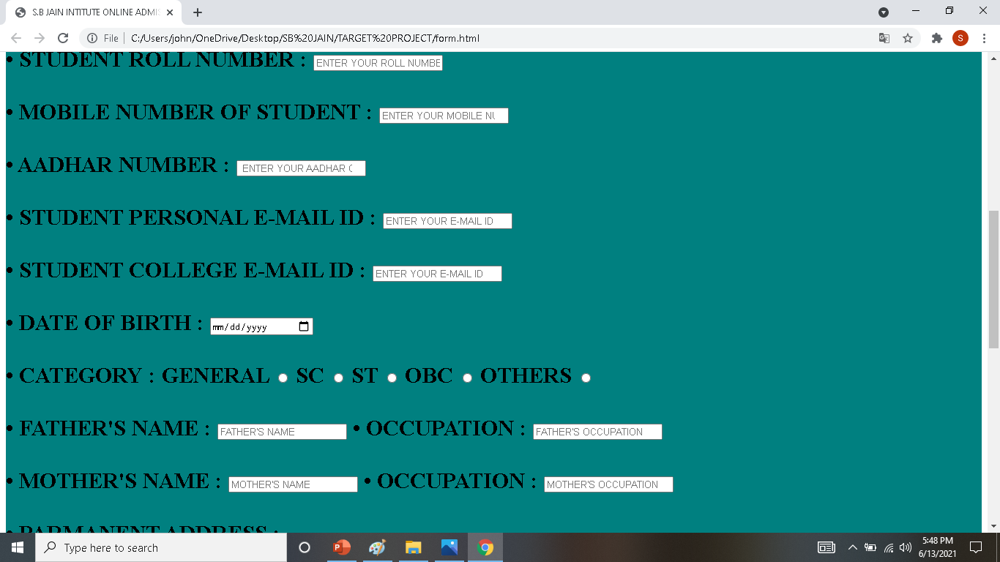 S.B JAIN INTITUTE ONLINE ADMIS
File C:/Users/john/OneDrive/Desktop/SB%20JAIN/TARGET%20PROJECT/form.html
S
• STUDENT ROLL NUMBER : ENTER YOUR ROLL NUMBE
• MOBILE NUMBER OF STUDENT : ENTER YOUR MOBILE NU
• AADHAR NUMBER : ENTER YOUR AADHAR C
• STUDENT PERSONAL E-MAIL ID : ENTER YOUR E-MAIL ID
• STUDENT COLLEGE E-MAIL ID : ENTER YOUR E-MAIL ID
• DATE OF BIRTH : mm/dd/yyyy
• CATEGORY : GENERAL SC ST OBC OTHERS
• FATHER'S NAME : FATHER'S NAME • OCCUPATION : FATHER'S OCCUPATION
• MOTHER'S NAME : MOTHER'S NAME • OCCUPATION : MOTHER'S OCCUPATION
• PARMANENT ADDRESS :
Type here to search
5:48 PM
6/13/2021